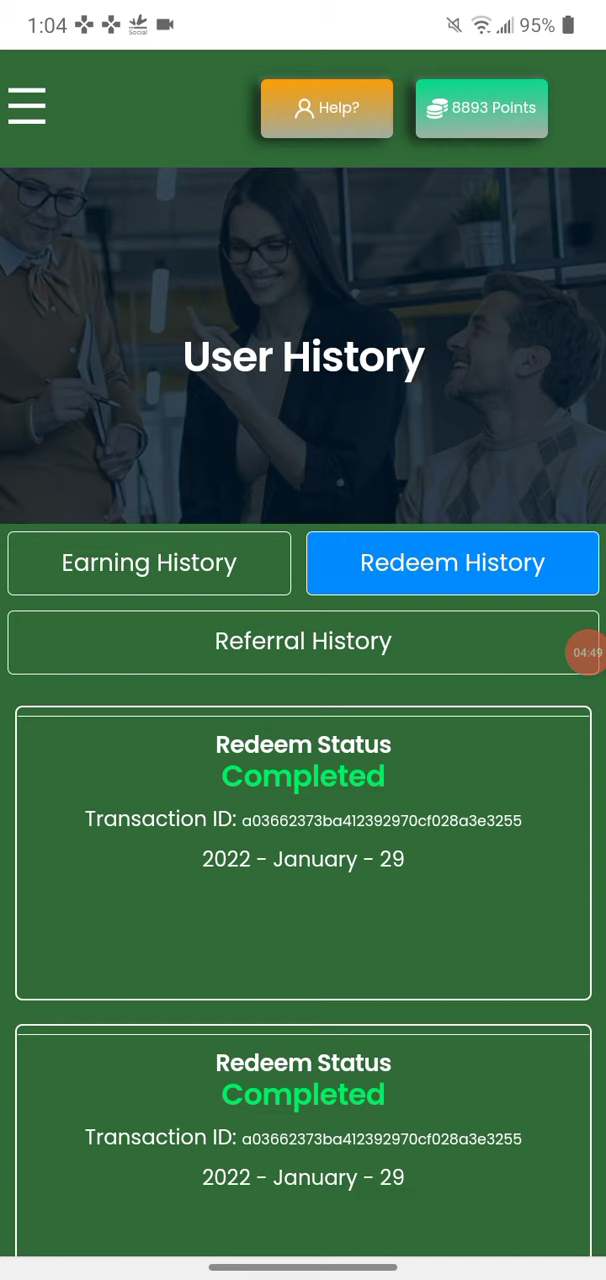 1:04
Social
95%
Help?
8893 Points
User History
Earning History
Redeem History
Referral History
04:49
Redeem Status
Completed
Transaction ID: a03662373ba412392970cf028a3e3255
2022 - January - 29
Redeem Status
Completed
Transaction ID: a03662373ba412392970cf028a3e3255
2022 - January - 29